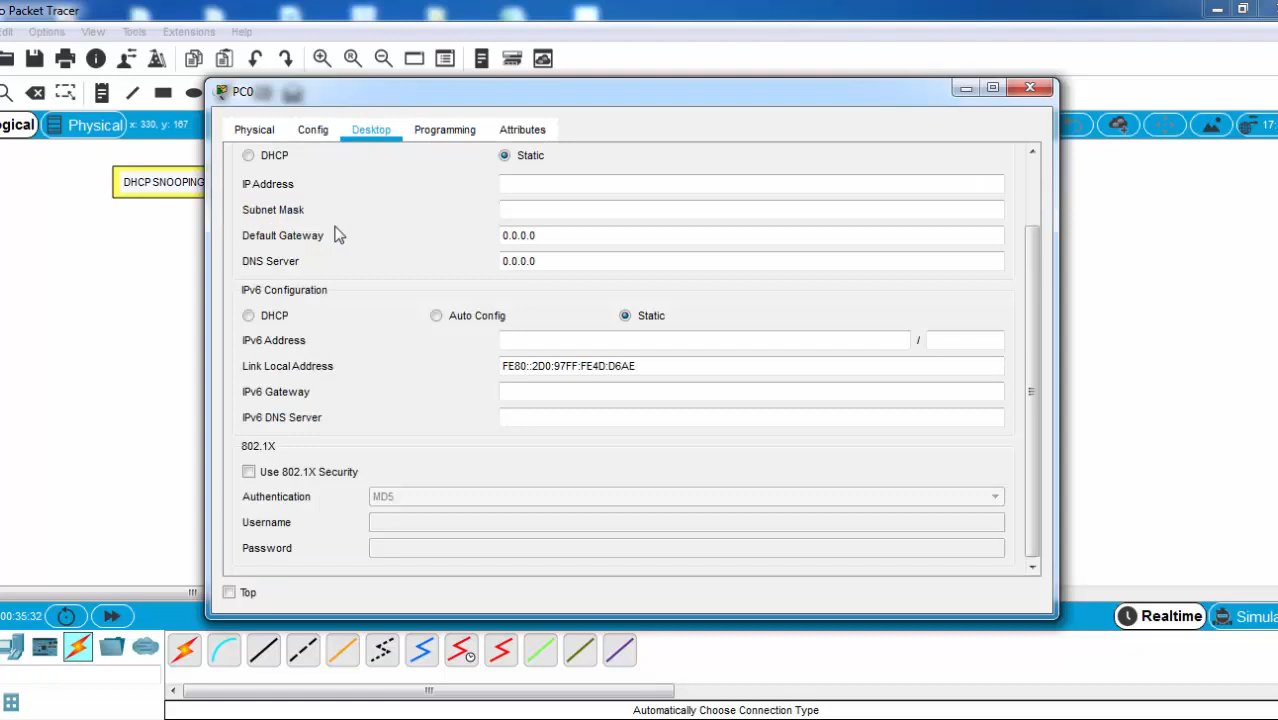 o Packet Tracer
Edit Options View Tools Extensions Help
PC0
ogical Physical x: 330, y: 167 17:
Physical Config Desktop Programming Attributes
DHCP SNOOPING
DHCP Static
IP Address
Subnet Mask
Default Gateway 0.0.0.0
DNS Server 0.0.0.0
IPv6 Configuration
DHCP Auto Config Static
IPv6 Address /
Link Local Address FE80::2D0:97FF:FE4D:D6AE
IPv6 Gateway
IPv6 DNS Server
802.1X
Use 802.1X Security
Authentication MD5
Username
Password
Top
00:35:32 Realtime Simula
Automatically Choose Connection Type